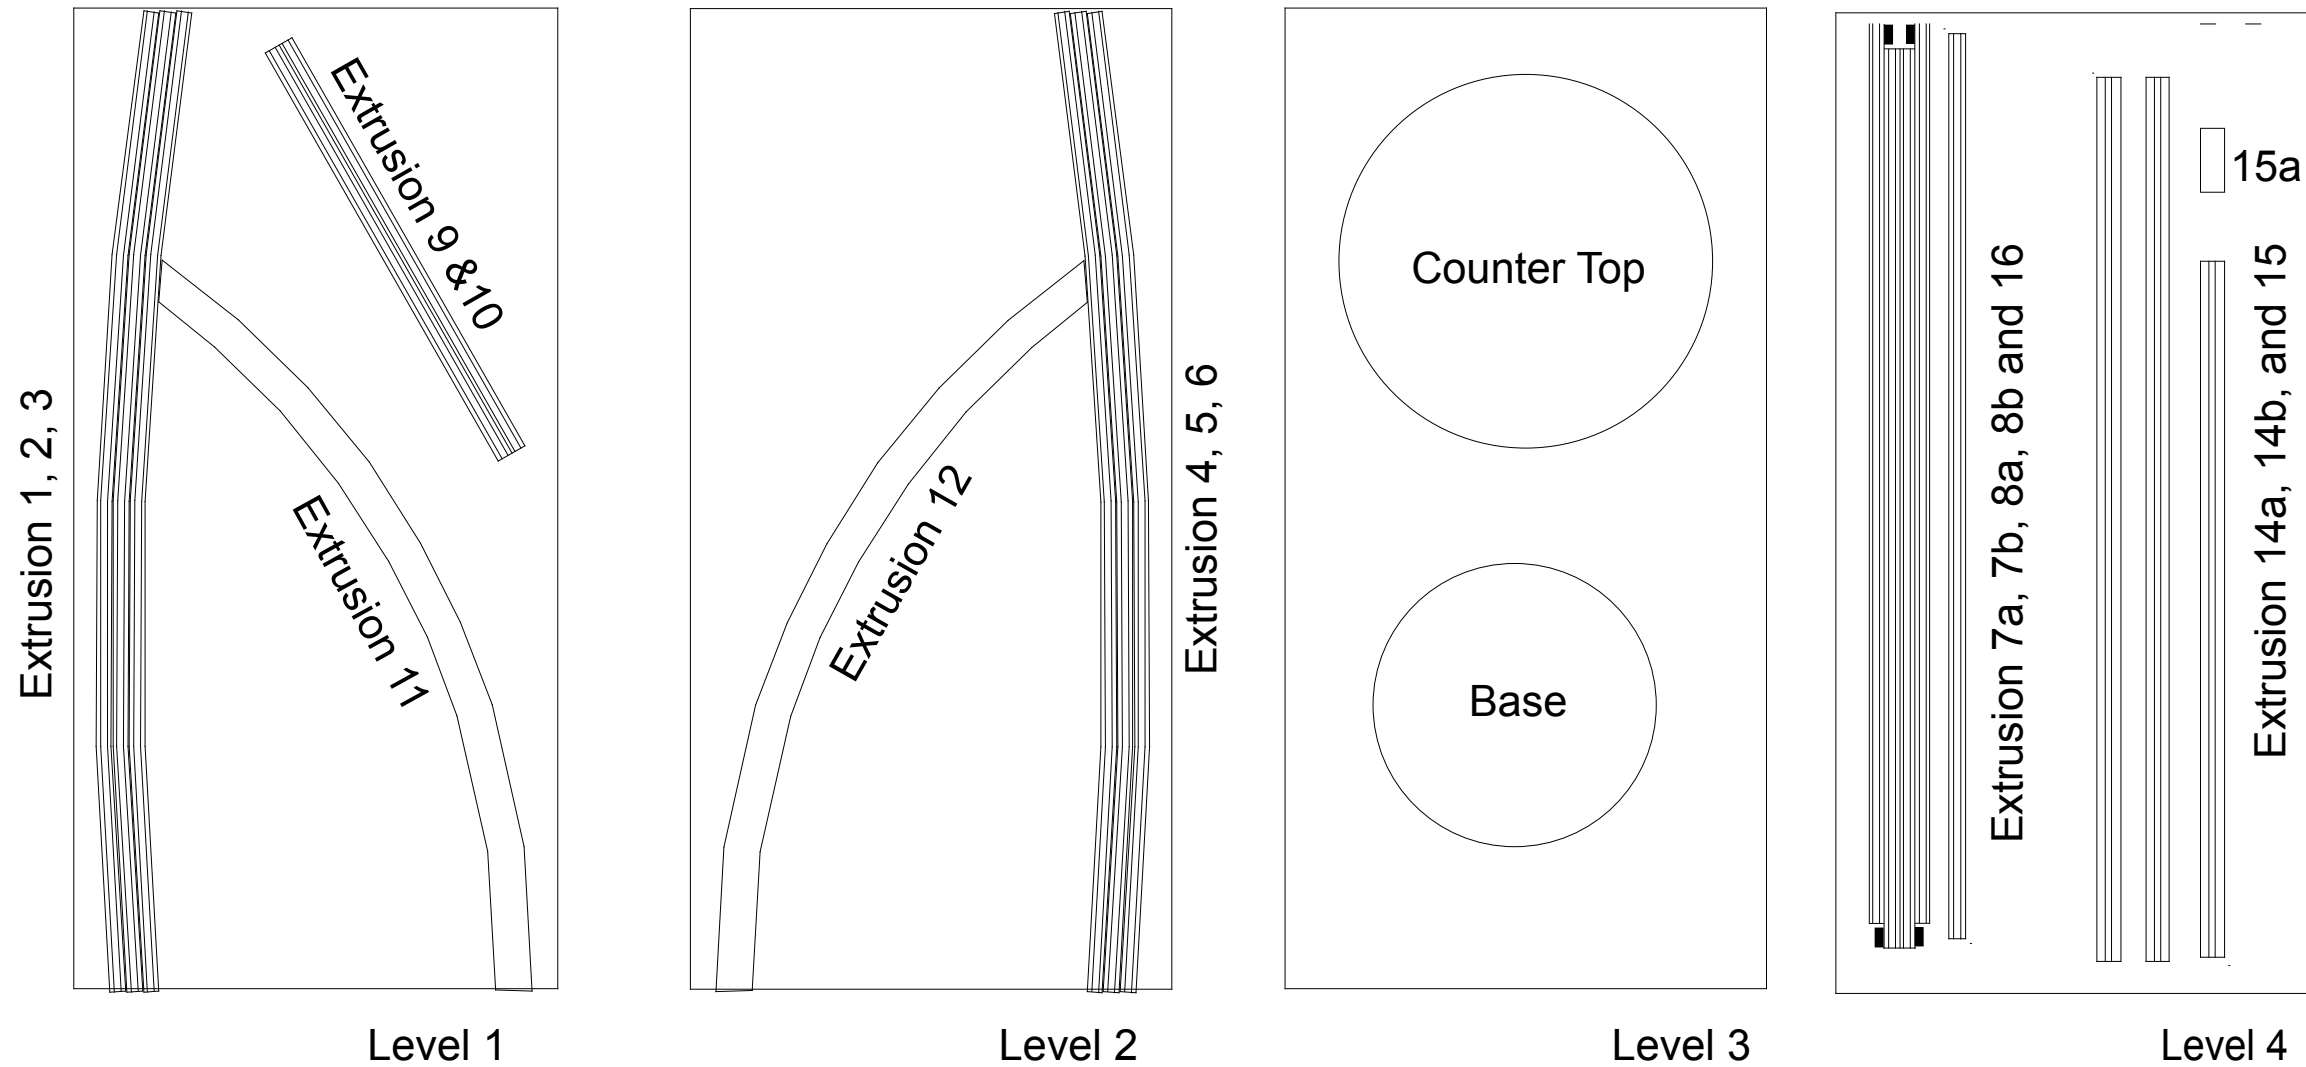 Extrusion 1, 2, 3
Extrusion 9 &10
Extrusion 11
Level 1
Extrusion 12
Extrusion 4, 5, 6
Level 2
Counter Top
Base
Level 3
Extrusion 7a, 7b, 8a, 8b and 16
15a
Extrusion 14a, 14b, and 15
Level 4